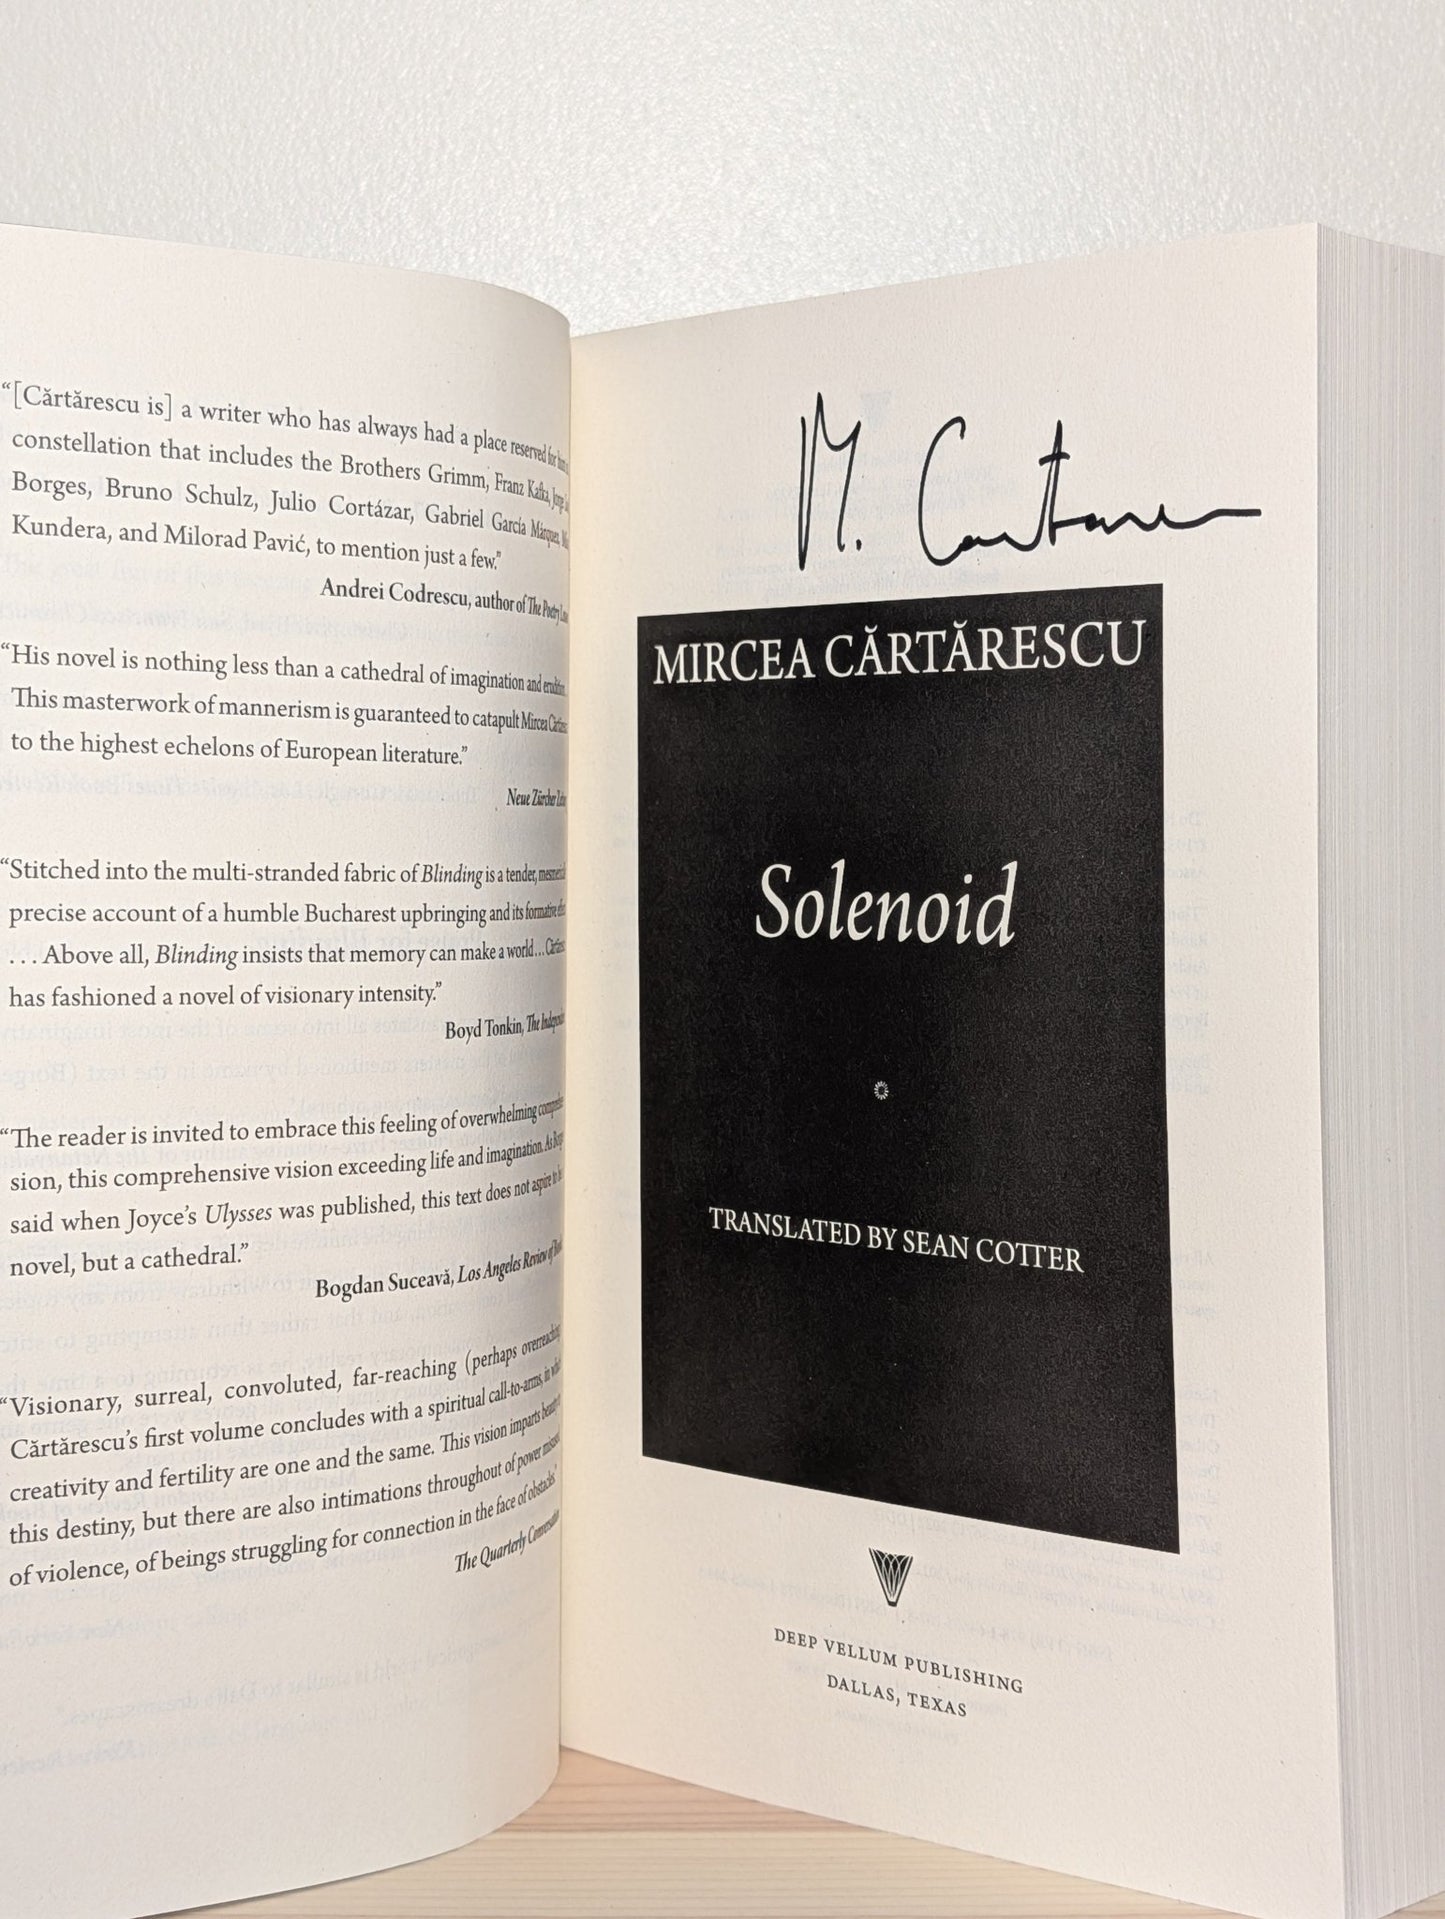 “[Cărtărescu is] a writer who has always had a place reserved for him
constellation that includes the Brothers Grimm, Franz Kafka, Jorge
Borges, Bruno Schulz, Julio Cortázar, Gabriel García Márquez,
Kundera, and Milorad Pavić, to mention just a few.”
Andrei Codrescu, author of The Poetry
“His novel is nothing less than a cathedral of imagination and
This masterwork of mannerism is guaranteed to catapult Mircea
to the highest echelons of European literature.”
Neue Zürcher
“Stitched into the multi-stranded fabric of Blinding is a tender,
precise account of a humble Bucharest upbringing and its formative
. . . Above all, Blinding insists that memory can make a world…
has fashioned a novel of visionary intensity.”
Boyd Tonkin, The
“The reader is invited to embrace this feeling of overwhelming
sion, this comprehensive vision exceeding life and imagination. As
said when Joyce’s Ulysses was published, this text does not aspire to
novel, but a cathedral.”
Bogdan Suceavă, Los Angeles Review of
“Visionary, surreal, convoluted, far-reaching (perhaps overreaching
Cărtărescu’s first volume concludes with a spiritual call-to-arms, in
creativity and fertility are one and the same. This vision imparts
this destiny, but there are also intimations throughout of power
of violence, of beings struggling for connection in the face of obstacles.”
The Quarterly Conversation
M. Cartarescu
MIRCEA CĂRTĂRESCU
Solenoid
TRANSLATED BY SEAN COTTER
DEEP VELLUM PUBLISHING
DALLAS, TEXAS